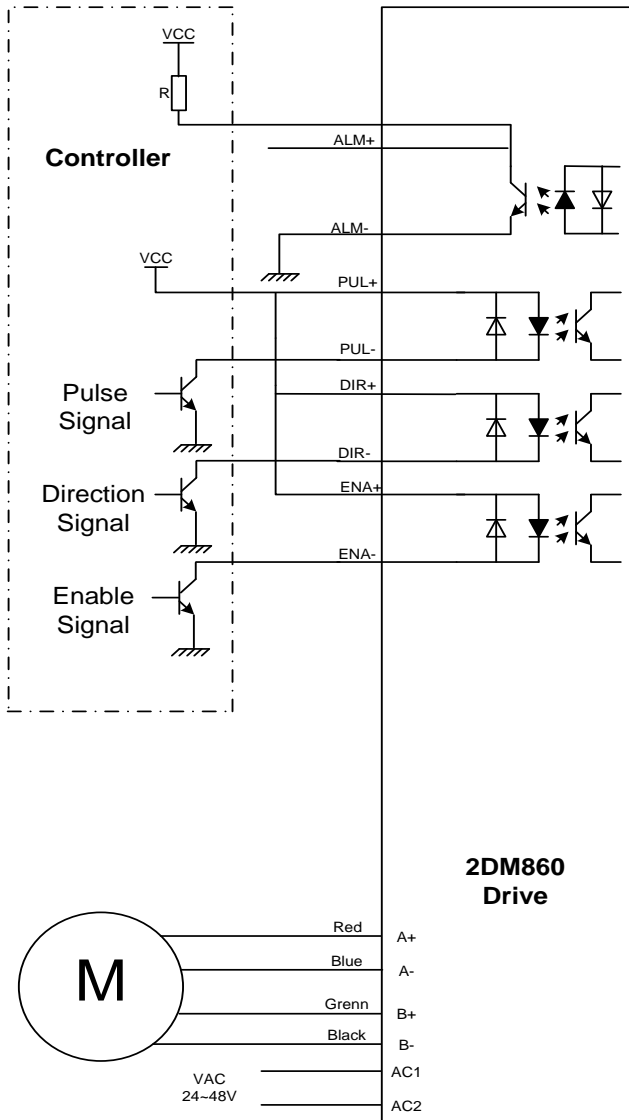 VCC
R
Controller
ALM+
ALM-
VCC
PUL+
PUL-
Pulse
Signal
DIR+
DIR-
Direction
Signal
ENA+
ENA-
Enable
Signal
2DM860
Drive
M
Red
A+
Blue
A-
Grenn
B+
Black
B-
VAC
24~48V
AC1
AC2